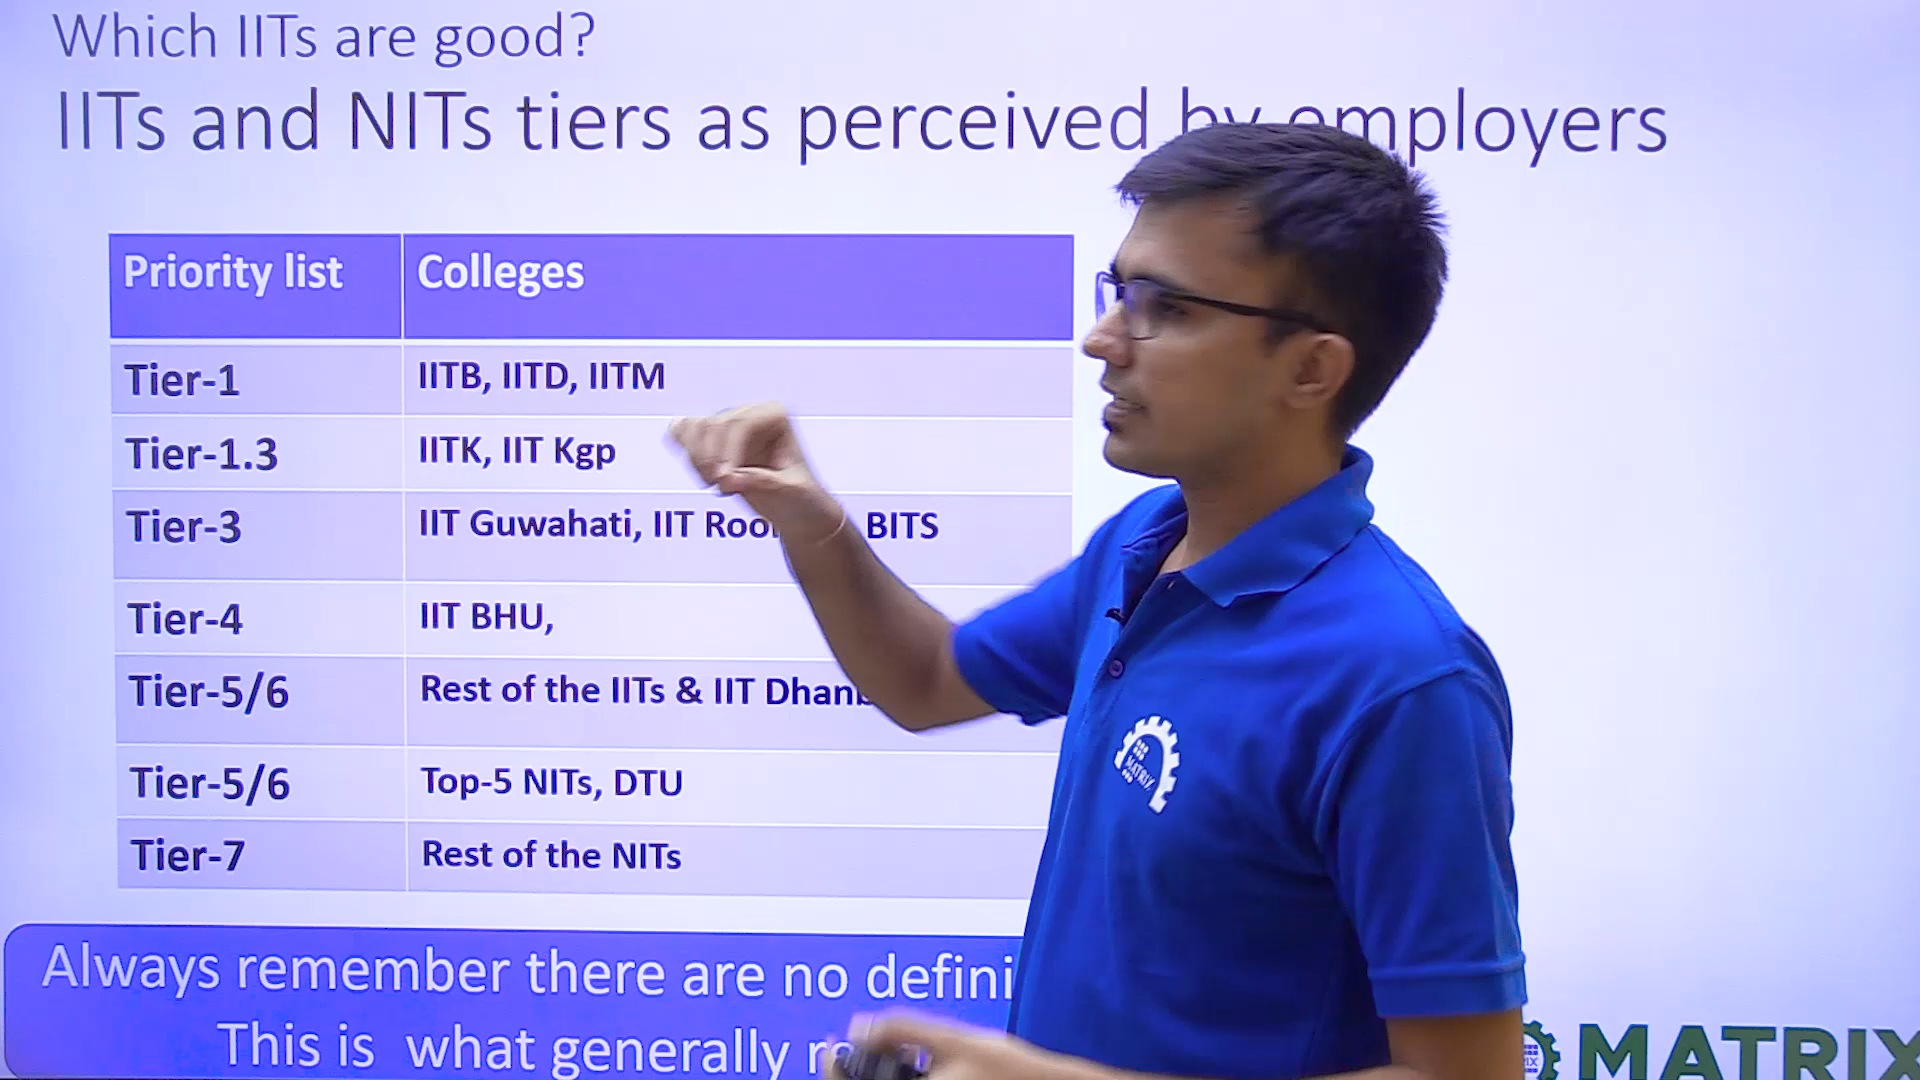 Which IITs are good?
IITs and NITs tiers as perceived by employers
Priority list Colleges
Tier-1 IITB, IITD, IITM
Tier-1.3 IITK, IIT Kgp
Tier-3 IIT Guwahati, IIT BITS
Tier-4 IIT BHU,
Tier-5/6 Rest of the IITs & IIT
Tier-5/6 Top-5 NITs, DTU
Tier-7 Rest of the NITs
Always remember there are no
This is what generally
MATRIX
MATRIX